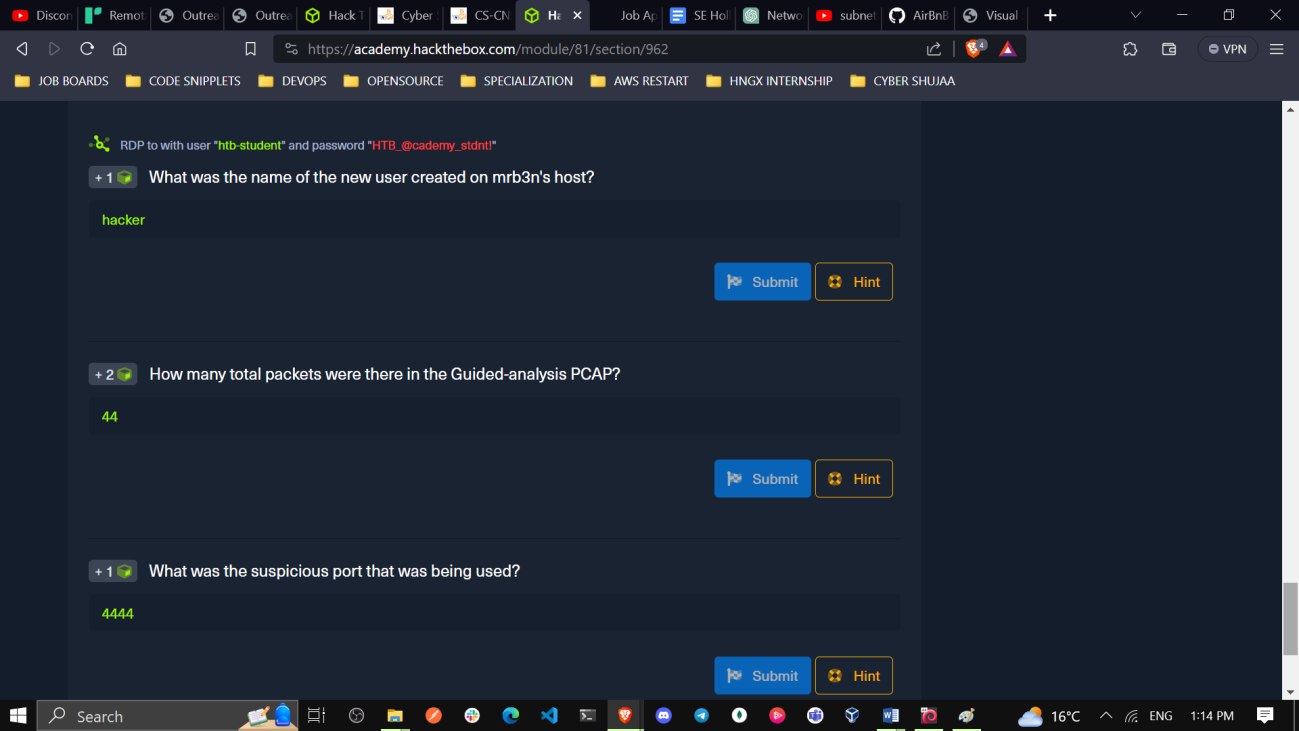 Discon
Remot
Outrea
Outrea
Hack T
Cyber S
CS-CN
Ha
Job Ap
SE Holl
Netwo
subnet
AirBnB
Visual
https://academy.hackthebox.com/module/81/section/962
4
VPN
JOB BOARDS
CODE SNIPPLETS
DEVOPS
OPENSOURCE
SPECIALIZATION
AWS RESTART
HNGX INTERNSHIP
CYBER SHUJAA
RDP to with user "htb-student" and password "HTB_@cademy_stdnt!"
+ 1 What was the name of the new user created on mrb3n's host?
hacker
Submit
Hint
+ 2 How many total packets were there in the Guided-analysis PCAP?
44
Submit
Hint
+ 1 What was the suspicious port that was being used?
4444
Submit
Hint
Search
16°C
ENG
1:14 PM